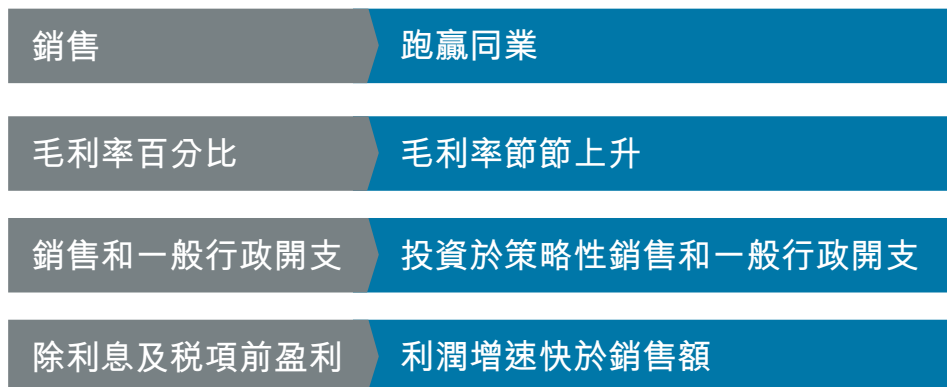 銷售
跑贏同業
毛利率百分比
毛利率節節上升
銷售和一般行政開支
投資於策略性銷售和一般行政開支
除利息及税項前盈利
利潤增速快於銷售額